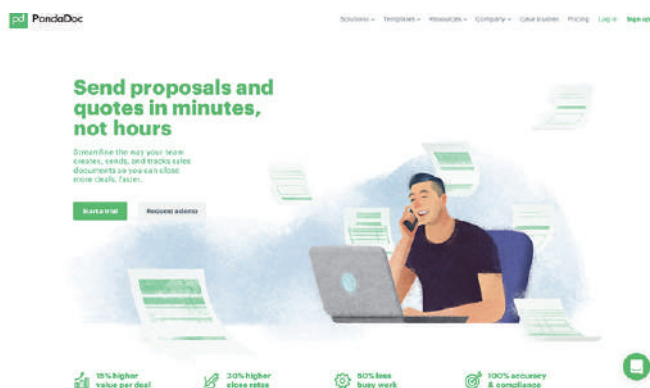 pd PandaDoc
Solutions Templates Resources Company Case studies Pricing Log in Sign up
Send proposals and
quotes in minutes,
not hours
Streamline the way your team
creates, sends, and tracks sales
documents so you can close
more deals, faster.
Start a trial Request a demo
15% higher
value per deal
30% higher
close rates
50% less
busy work
100% accuracy
& compliance